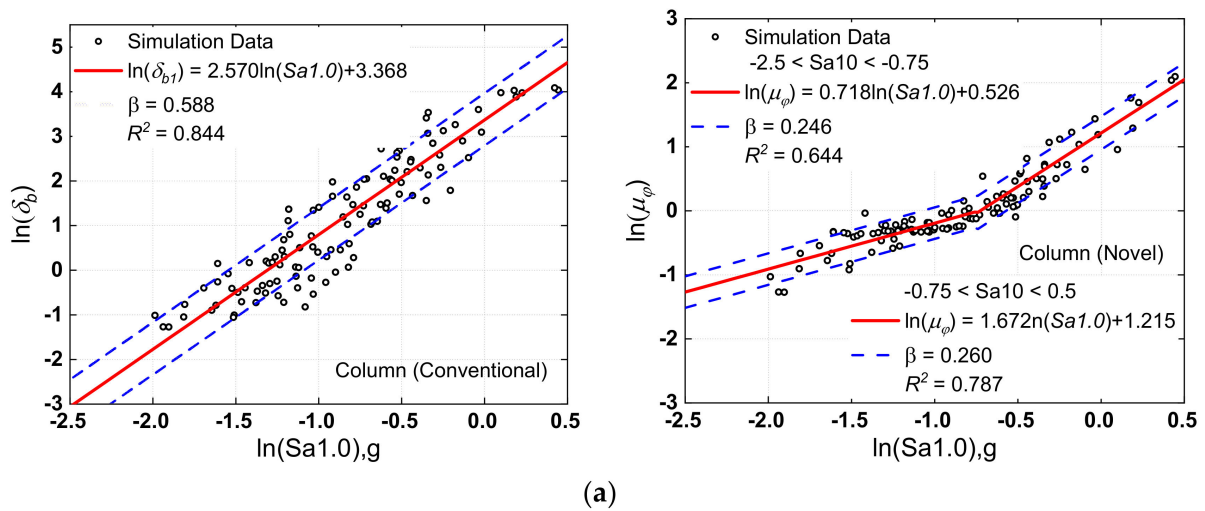 5
4
3
2
1
0
-1
-2
-3
ln(δb)
Simulation Data
ln(δb1) = 2.570ln(Sa1.0)+3.368
β = 0.588
R² = 0.844
Column (Conventional)
-2.5 -2.0 -1.5 -1.0 -0.5 0.0 0.5
ln(Sa1.0),g
3
2
1
0
-1
-2
-3
ln(μφ)
Simulation Data
-2.5 < Sa10 < -0.75
ln(μφ) = 0.718ln(Sa1.0)+0.526
β = 0.246
R² = 0.644
Column (Novel)
-0.75 < Sa10 < 0.5
ln(μφ) = 1.672n(Sa1.0)+1.215
β = 0.260
R² = 0.787
-2.5 -2.0 -1.5 -1.0 -0.5 0.0 0.5
ln(Sa1.0),g
(a)